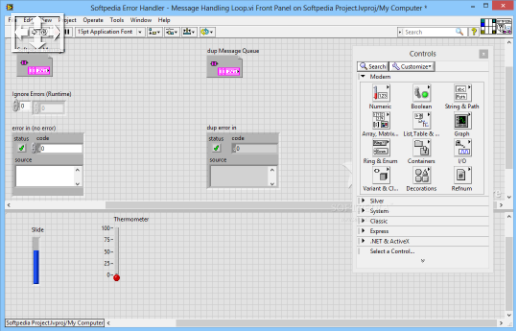 Softpedia Error Handler - Message Handling Loop.vi Front Panel on Softpedia Project.lvproj/My Computer *
Project Operate Tools Window Help
15pt Application Font
Search
dup Message Queue
Ignore Errors (Runtime)
0 0
error in (no error)
status code
0
source
dup error in
status code
0
source
Controls
Search Customize
Modern
Numeric Boolean String & Path
Array, Matrix... List, Table & ... Graph
Ring & Enum Containers I/O
Variant & Cl... Decorations Refnum
Silver
System
Classic
Express
.NET & ActiveX
Select a Control...
Slide
Thermometer
100
75
50
25
0
Softpedia Project.lvproj/My Computer